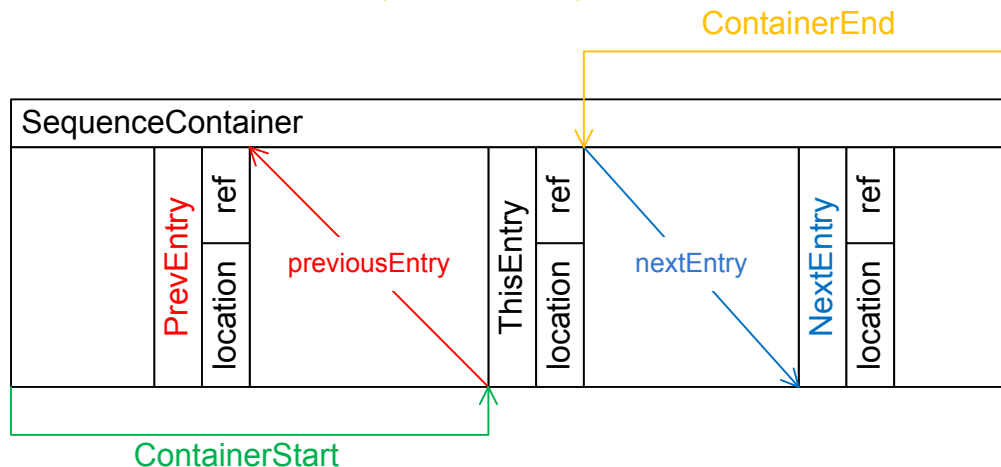 ContainerEnd
SequenceContainer
PrevEntry
ref
location
previousEntry
ThisEntry
ref
location
nextEntry
NextEntry
ref
location
ContainerStart